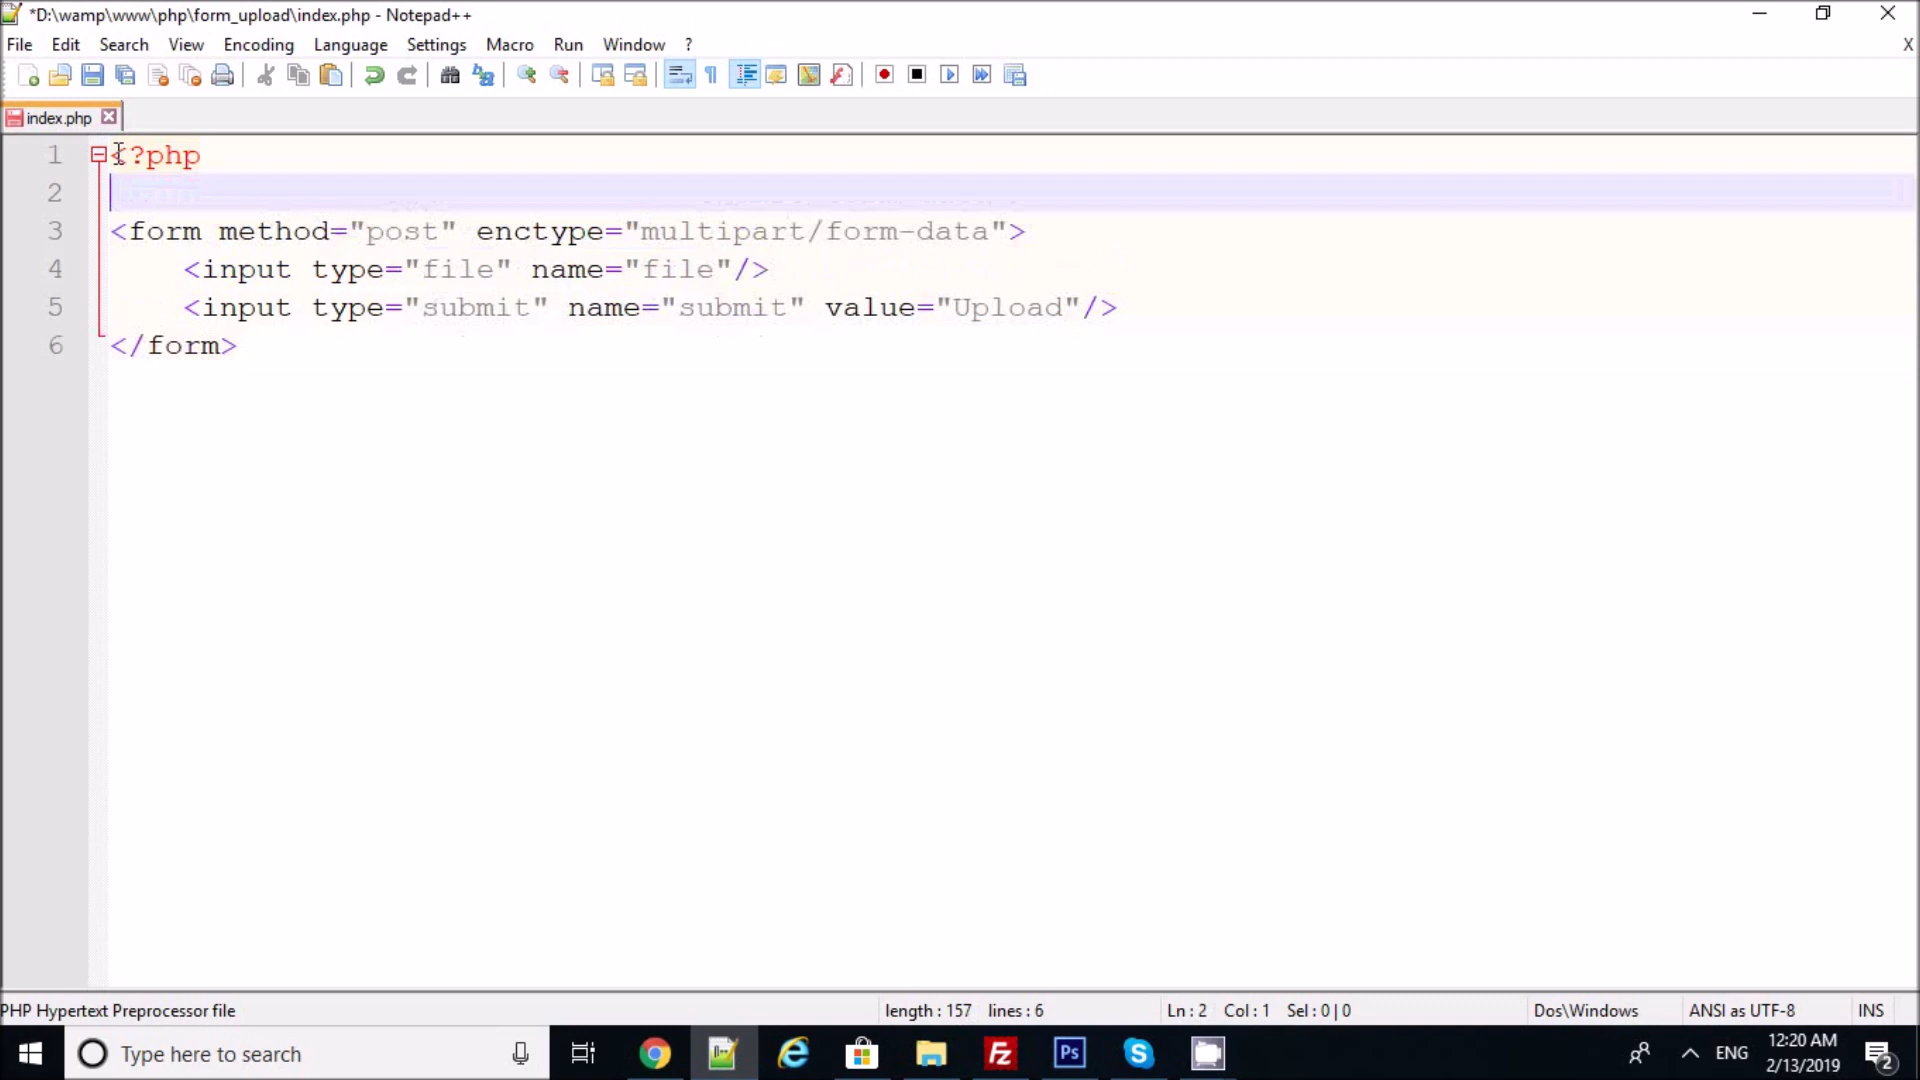 *D:\wamp\www\php\form_upload\index.php - Notepad++
File Edit Search View Encoding Language Settings Macro Run Window ?
X
index.php
1 <?php
2
3 <form method="post" enctype="multipart/form-data">
4 <input type="file" name="file"/>
5 <input type="submit" name="submit" value="Upload"/>
6 </form>
PHP Hypertext Preprocessor file length : 157 lines : 6 Ln : 2 Col : 1 Sel : 0 | 0 Dos\Windows ANSI as UTF-8 INS
Type here to search
Fz
Ps
S
ENG
12:20 AM
2/13/2019
2